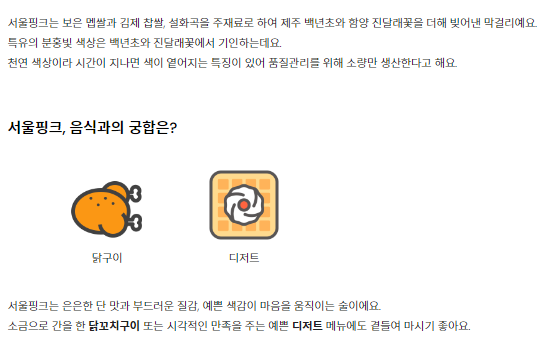 서울핑크는 보은 멥쌀과 김제 찹쌀, 설화곡을 주재료로 하여 제주 백년초와 함양 진달래꽃을 더해 빚어낸 막걸리예요.
특유의 분홍빛 색상은 백년초와 진달래꽃에서 기인하는데요.
천연 색상이라 시간이 지나면 색이 옅어지는 특징이 있어 품질관리를 위해 소량만 생산한다고 해요.
서울핑크, 음식과의 궁합은?
닭구이
디저트
서울핑크는 은은한 단 맛과 부드러운 질감, 예쁜 색감이 마음을 움직이는 술이에요.
소금으로 간을 한 닭꼬치구이 또는 시각적인 만족을 주는 예쁜 디저트 메뉴에도 곁들여 마시기 좋아요.